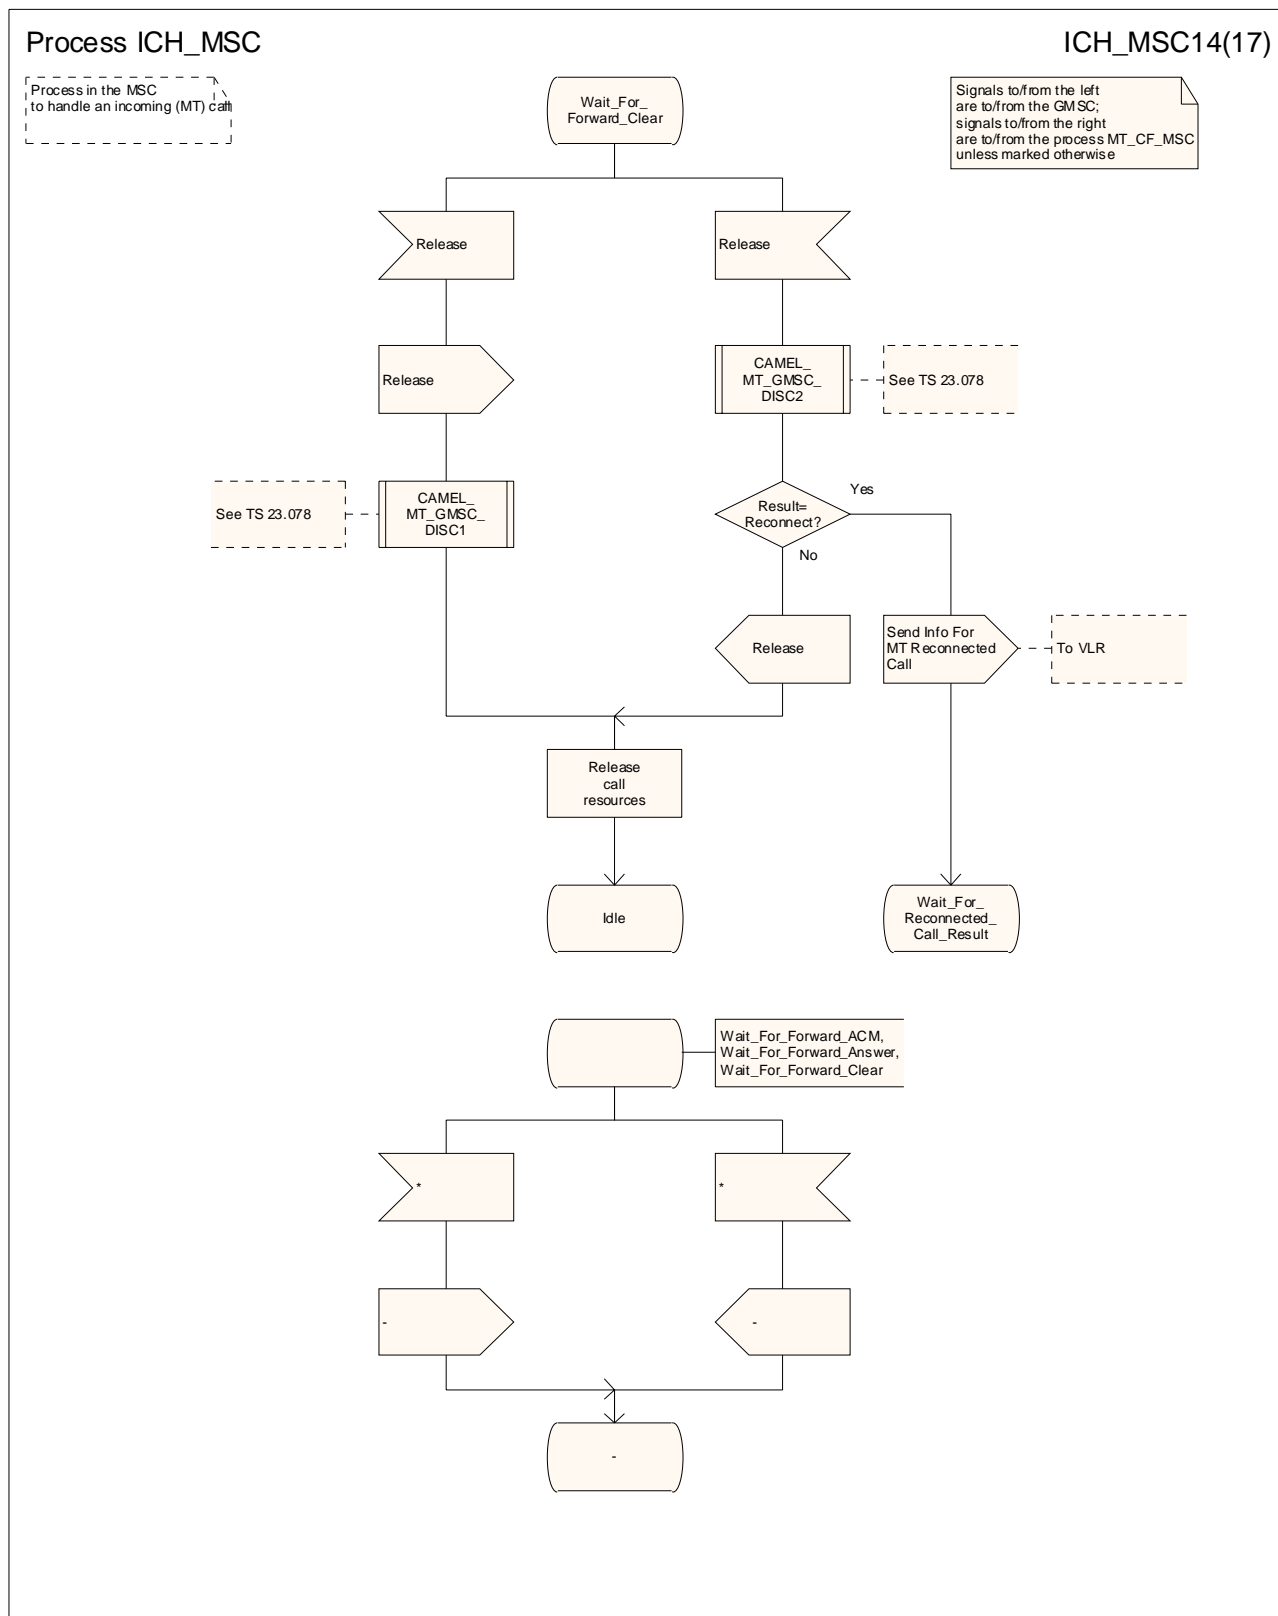 Process ICH_MSC
ICH_MSC14(17)
Process in the MSC
to handle an incoming (MT) call
Wait_For_
Forward_Clear
Signals to/from the left
are to/from the GMSC;
signals to/from the right
are to/from the process MT_CF_MSC
unless marked otherwise
Release
Release
Release
CAMEL_
MT_GMSC_
DISC2
See TS 23.078
See TS 23.078
CAMEL_
MT_GMSC_
DISC1
Result=
Reconnect?
Yes
No
Release
Send Info For
MT Reconnected
Call
To VLR
Release
call
resources
Idle
Wait_For_
Reconnected_
Call_Result
Wait_For_Forward_ACM,
Wait_For_Forward_Answer,
Wait_For_Forward_Clear
*
*
-
-
-